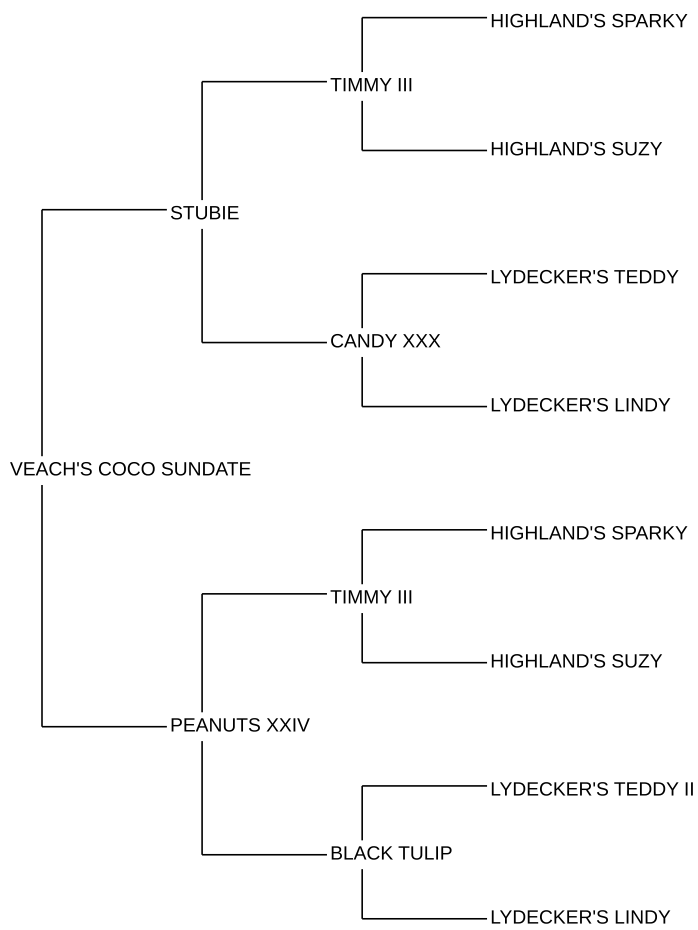 HIGHLAND'S SPARKY
TIMMY III
HIGHLAND'S SUZY
STUBIE
LYDECKER'S TEDDY
CANDY XXX
LYDECKER'S LINDY
VEACH'S COCO SUNDATE
HIGHLAND'S SPARKY
TIMMY III
HIGHLAND'S SUZY
PEANUTS XXIV
LYDECKER'S TEDDY II
BLACK TULIP
LYDECKER'S LINDY